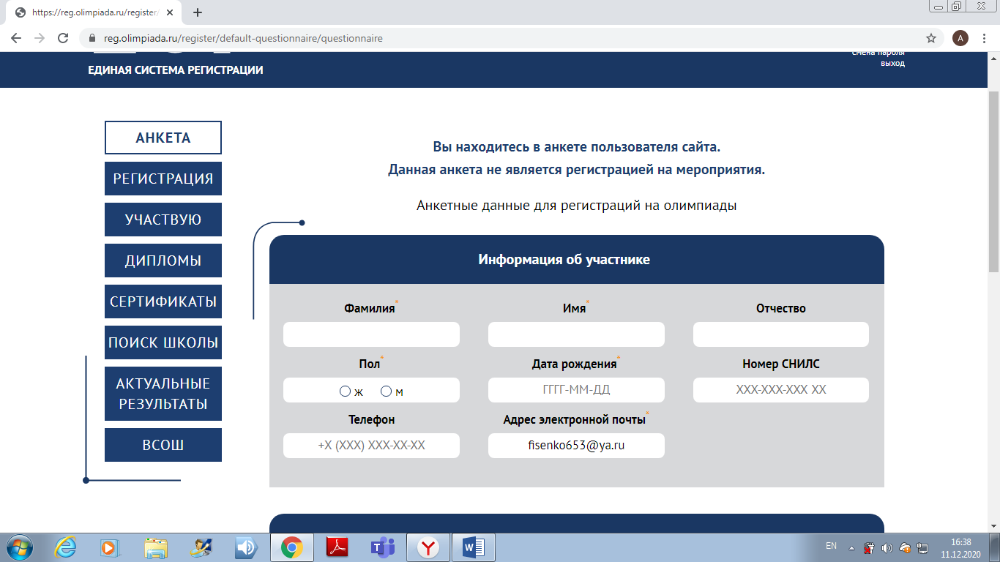 https://reg.olimpiada.ru/register/
reg.olimpiada.ru/register/default-questionnaire/questionnaire
A
смена пароля
выход
ЕДИНАЯ СИСТЕМА РЕГИСТРАЦИИ
АНКЕТА
РЕГИСТРАЦИЯ
УЧАСТВУЮ
ДИПЛОМЫ
СЕРТИФИКАТЫ
ПОИСК ШКОЛЫ
АКТУАЛЬНЫЕ
РЕЗУЛЬТАТЫ
ВСОШ
Вы находитесь в анкете пользователя сайта.
Данная анкета не является регистрацией на мероприятия.
Анкетные данные для регистраций на олимпиады
Информация об участнике
Фамилия* Имя* Отчество
Пол* Дата рождения* Номер СНИЛС
ж м ГГГГ-ММ-ДД XXX-XXX-XXX XX
Телефон Адрес электронной почты*
+X (XXX) XXX-XX-XX fisenko653@ya.ru
EN 16:38
11.12.2020